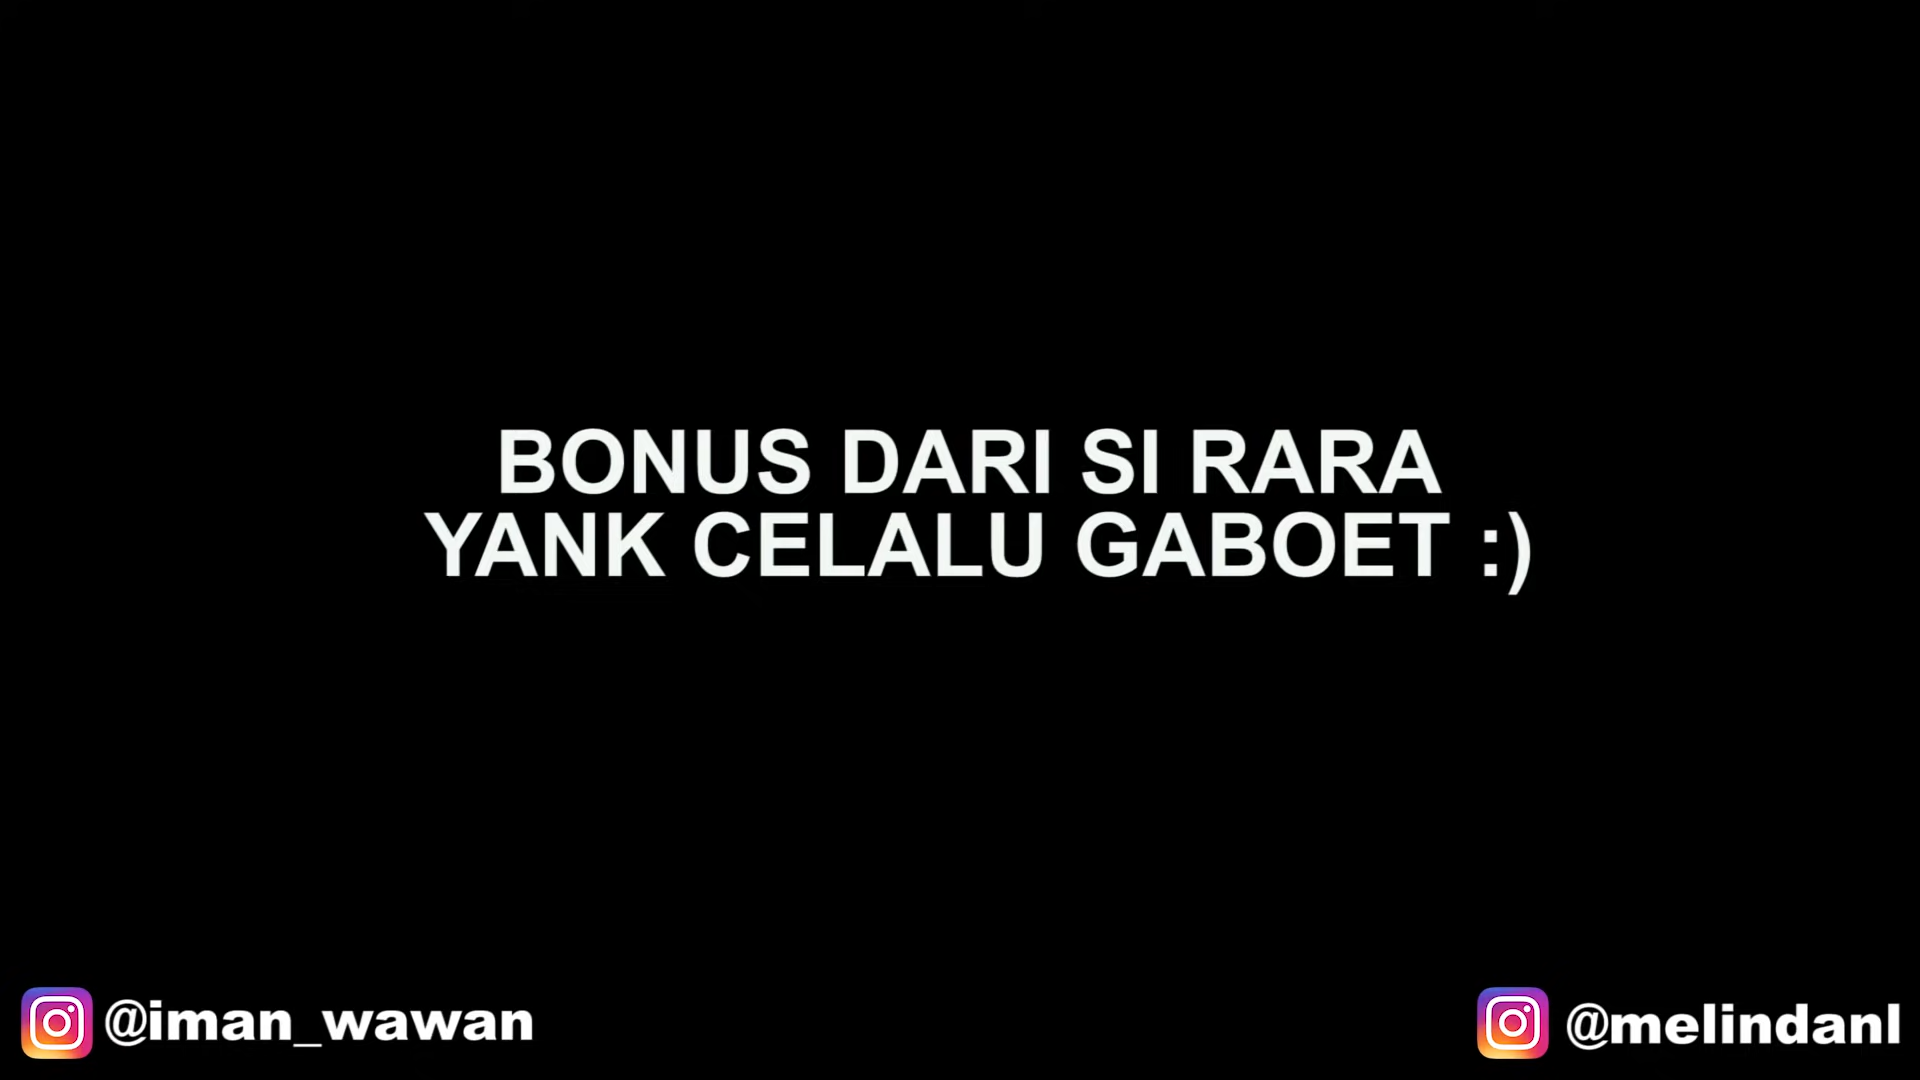 BONUS DARI SI RARA
YANK CELALU GABOET :)
@iman_wawan
@melindanl